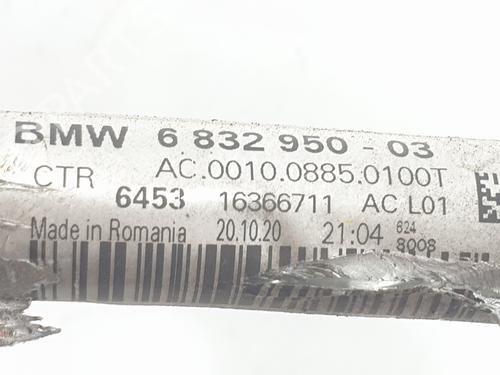 BMW 6 832 950 - 03
CTR AC.0010.0885.0100T
6453 16366711 AC L01
Made in Romania 20.10.20 21:04 624
8008